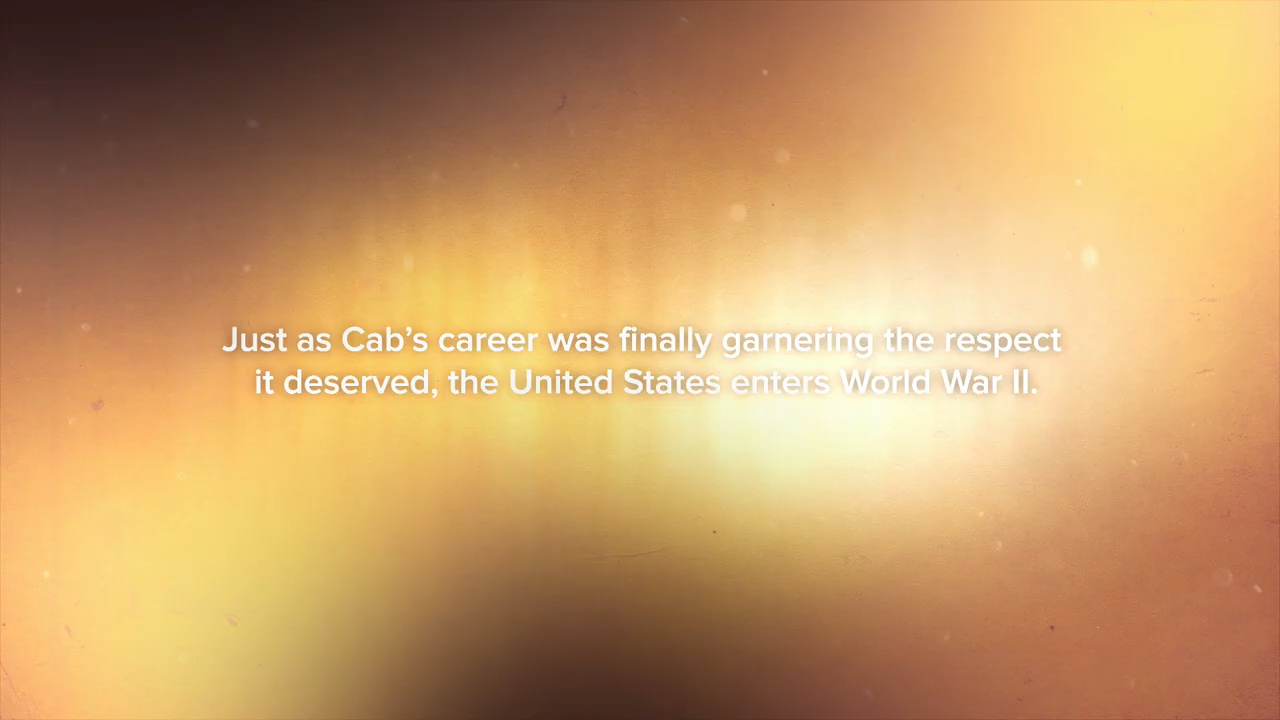 Just as Cab’s career was finally garnering the respect
it deserved, the United States enters World War II.